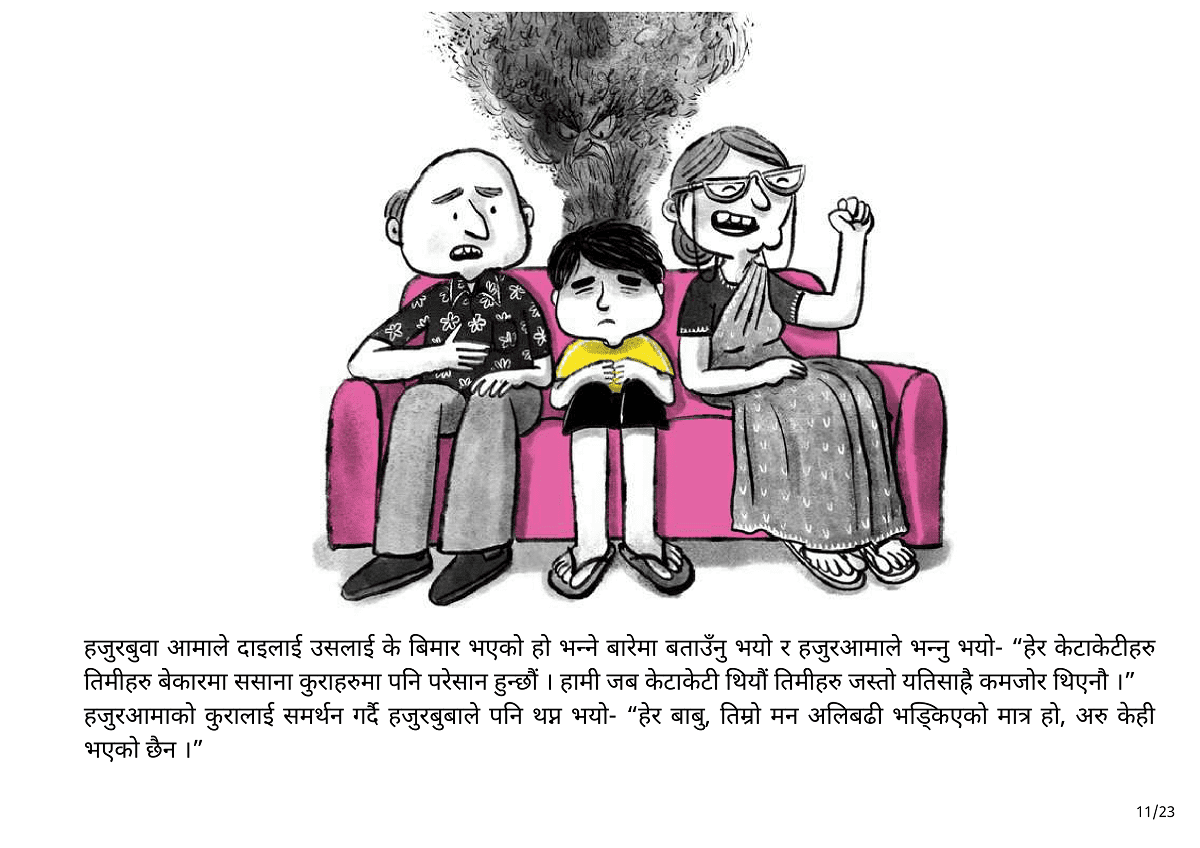 हजुरबुवा आमाले दाइलाई उसलाई के बिमार भएको हो भन्ने बारेमा बताउँनु भयो र हजुरआमाले भन्नु भयो- “हेर केटाकेटीहरु
तिमीहरु बेकारमा ससाना कुराहरुमा पनि परेसान हुन्छौं । हामी जब केटाकेटी थियौं तिमीहरु जस्तो यतिसाह्रै कमजोर थिएनौ ।”
हजुरआमाको कुरालाई समर्थन गर्दै हजुरबुबाले पनि थप्न भयो- “हेर बाबु, तिम्रो मन अलिबढी भड्किएको मात्र हो, अरु केही
भएको छैन ।”
11/23